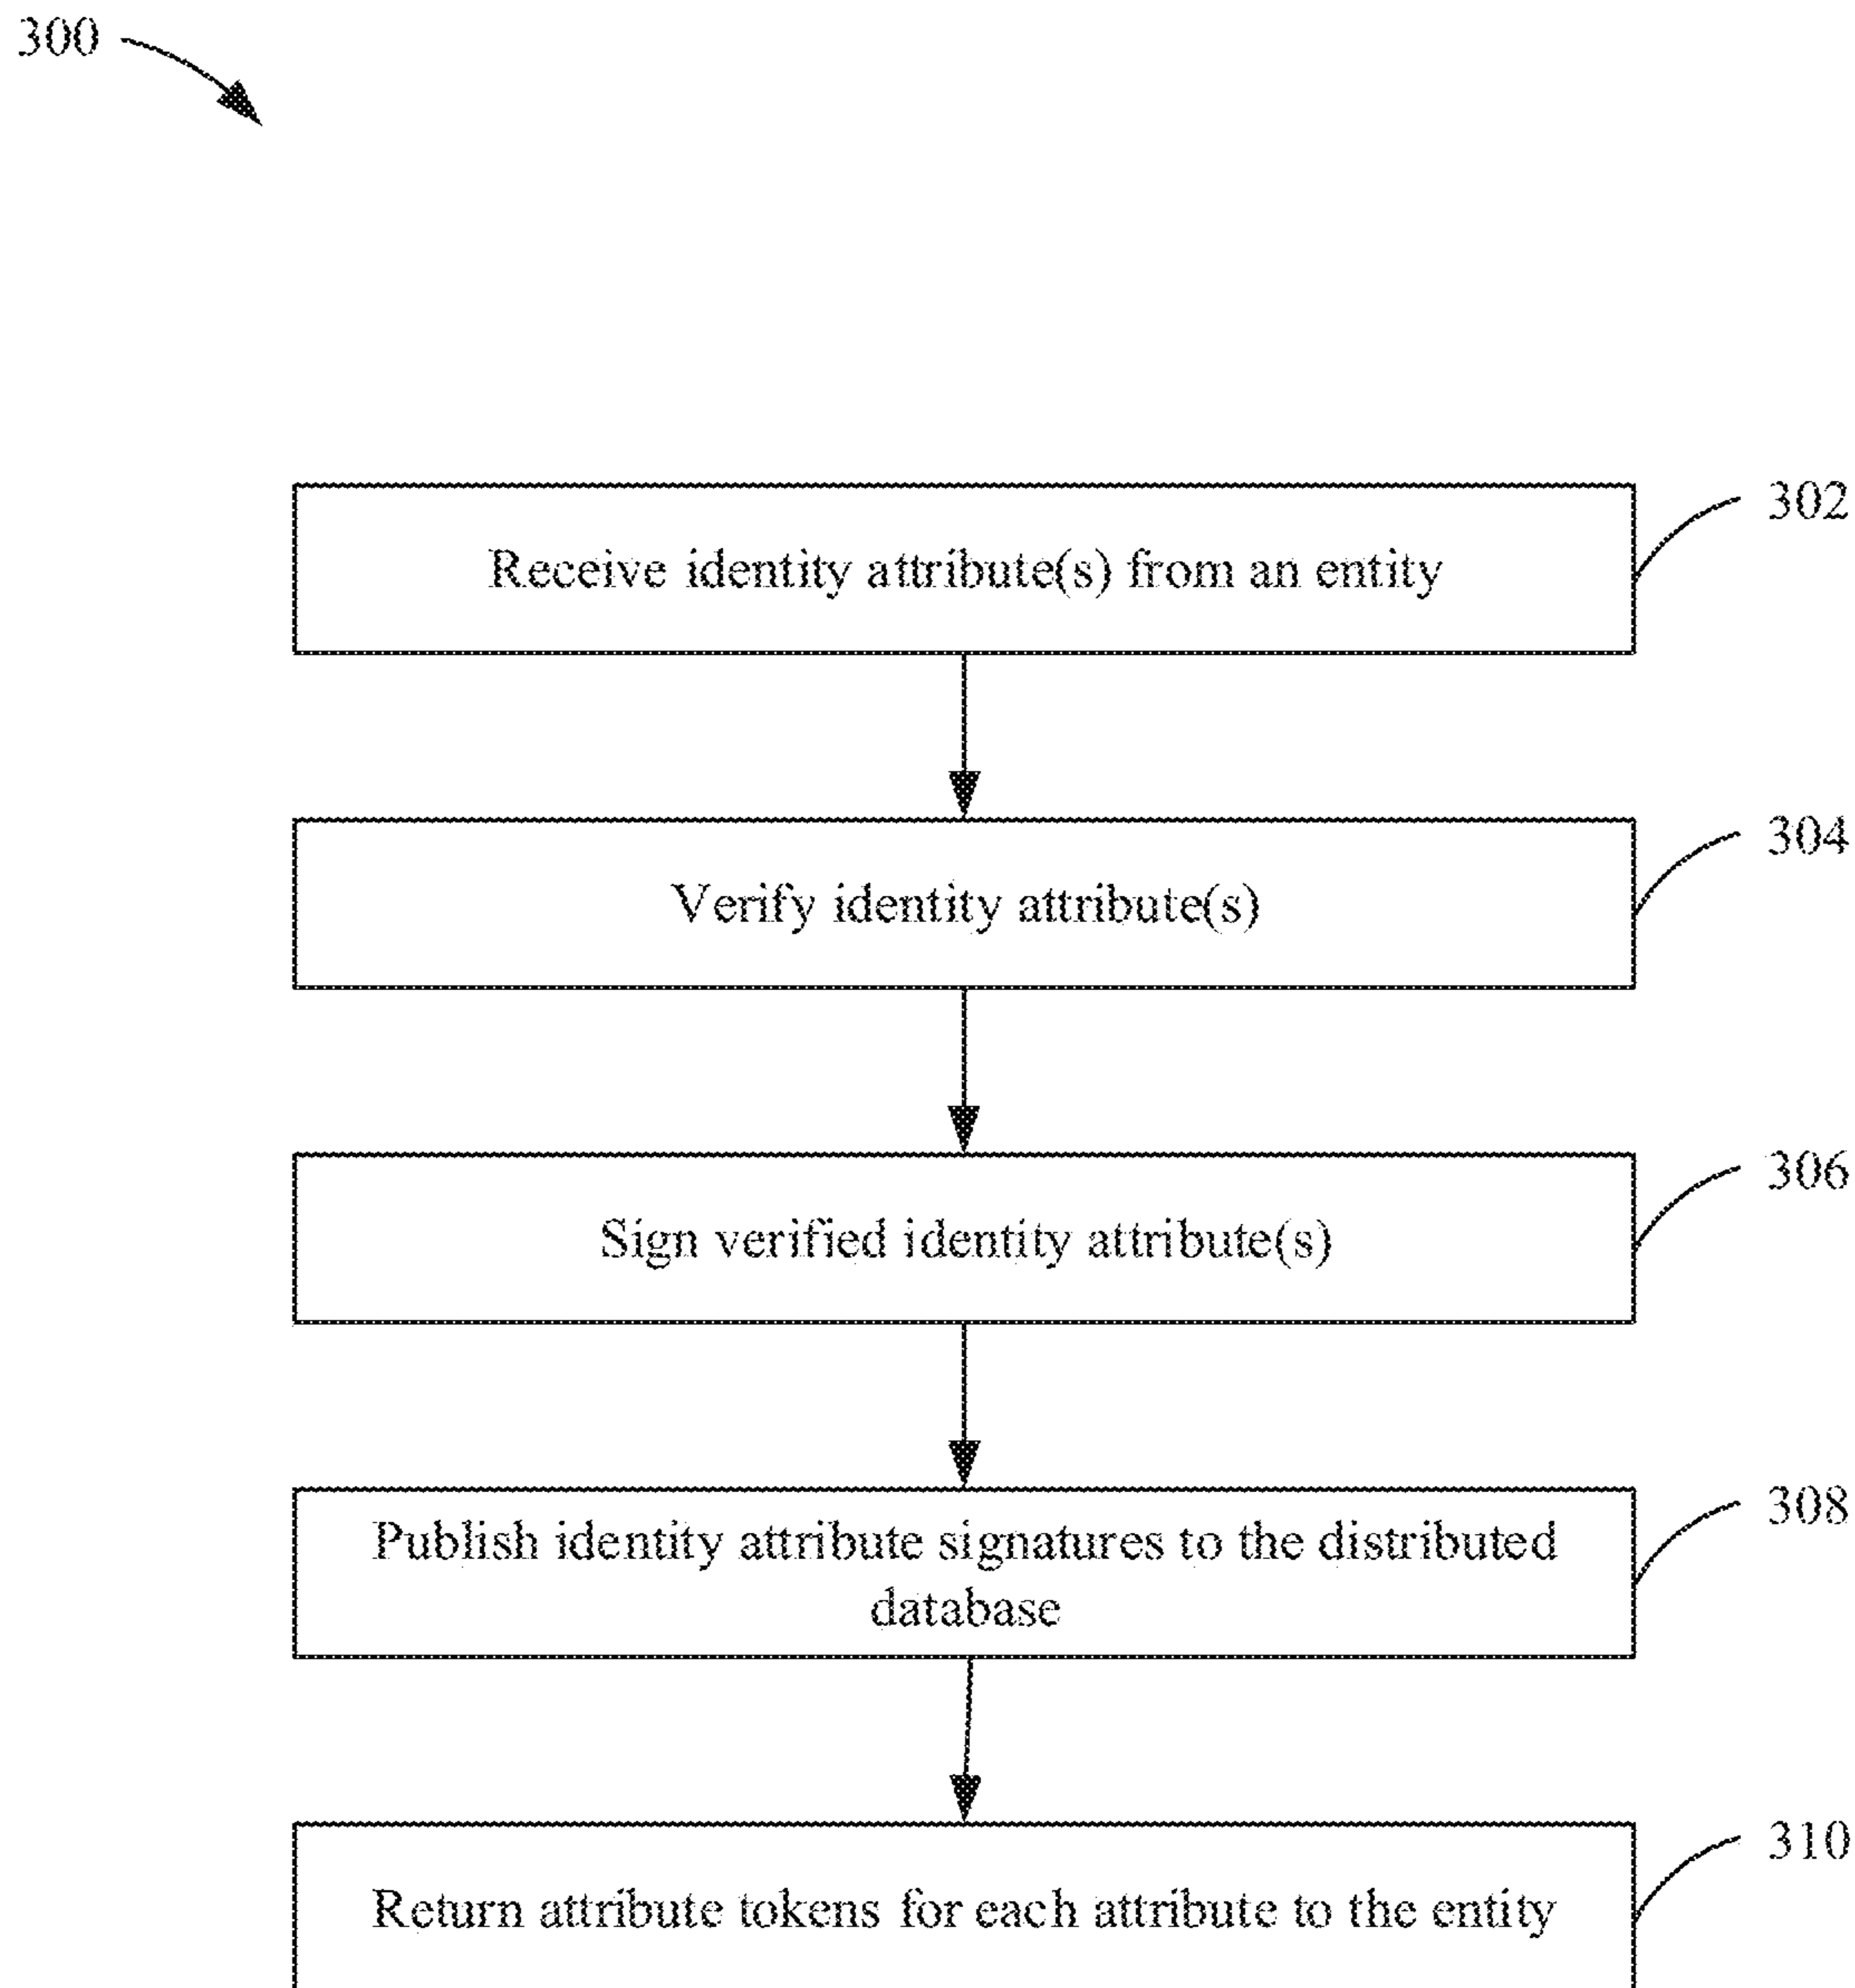 300
302
Receive identity attribute(s) from an entity
304
Verify identity attribute(s)
306
Sign verified identity attribute(s)
308
Publish identity attribute signatures to the distributed
database
310
Return attribute tokens for each attribute to the entity